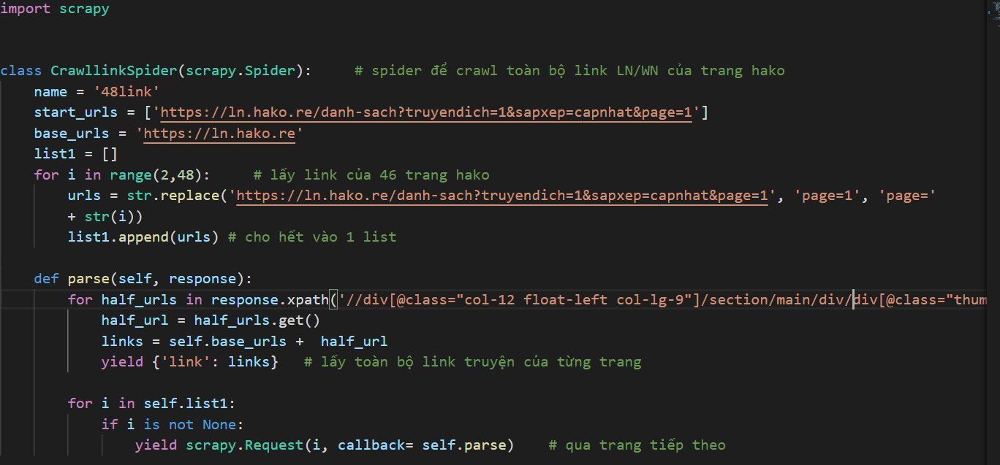 import scrapy
class CrawllinkSpider(scrapy.Spider):     # spider để crawl toàn bộ link LN/WN của trang hako
    name = '48link'
    start_urls = ['https://ln.hako.re/danh-sach?truyendich=1&sapxep=capnhat&page=1']
    base_urls = 'https://ln.hako.re'
    list1 = []
    for i in range(2,48):     # lấy link của 46 trang hako
        urls = str.replace('https://ln.hako.re/danh-sach?truyendich=1&sapxep=capnhat&page=1', 'page=1', 'page='
        + str(i))
        list1.append(urls) # cho hết vào 1 list
    def parse(self, response):
        for half_urls in response.xpath('//div[@class="col-12 float-left col-lg-9"]/section/main/div/div[@class="thum
            half_url = half_urls.get()
            links = self.base_urls +  half_url
            yield {'link': links}   # lấy toàn bộ link truyện của từng trang
        for i in self.list1:
            if i is not None:
                yield scrapy.Request(i, callback= self.parse)    # qua trang tiếp theo